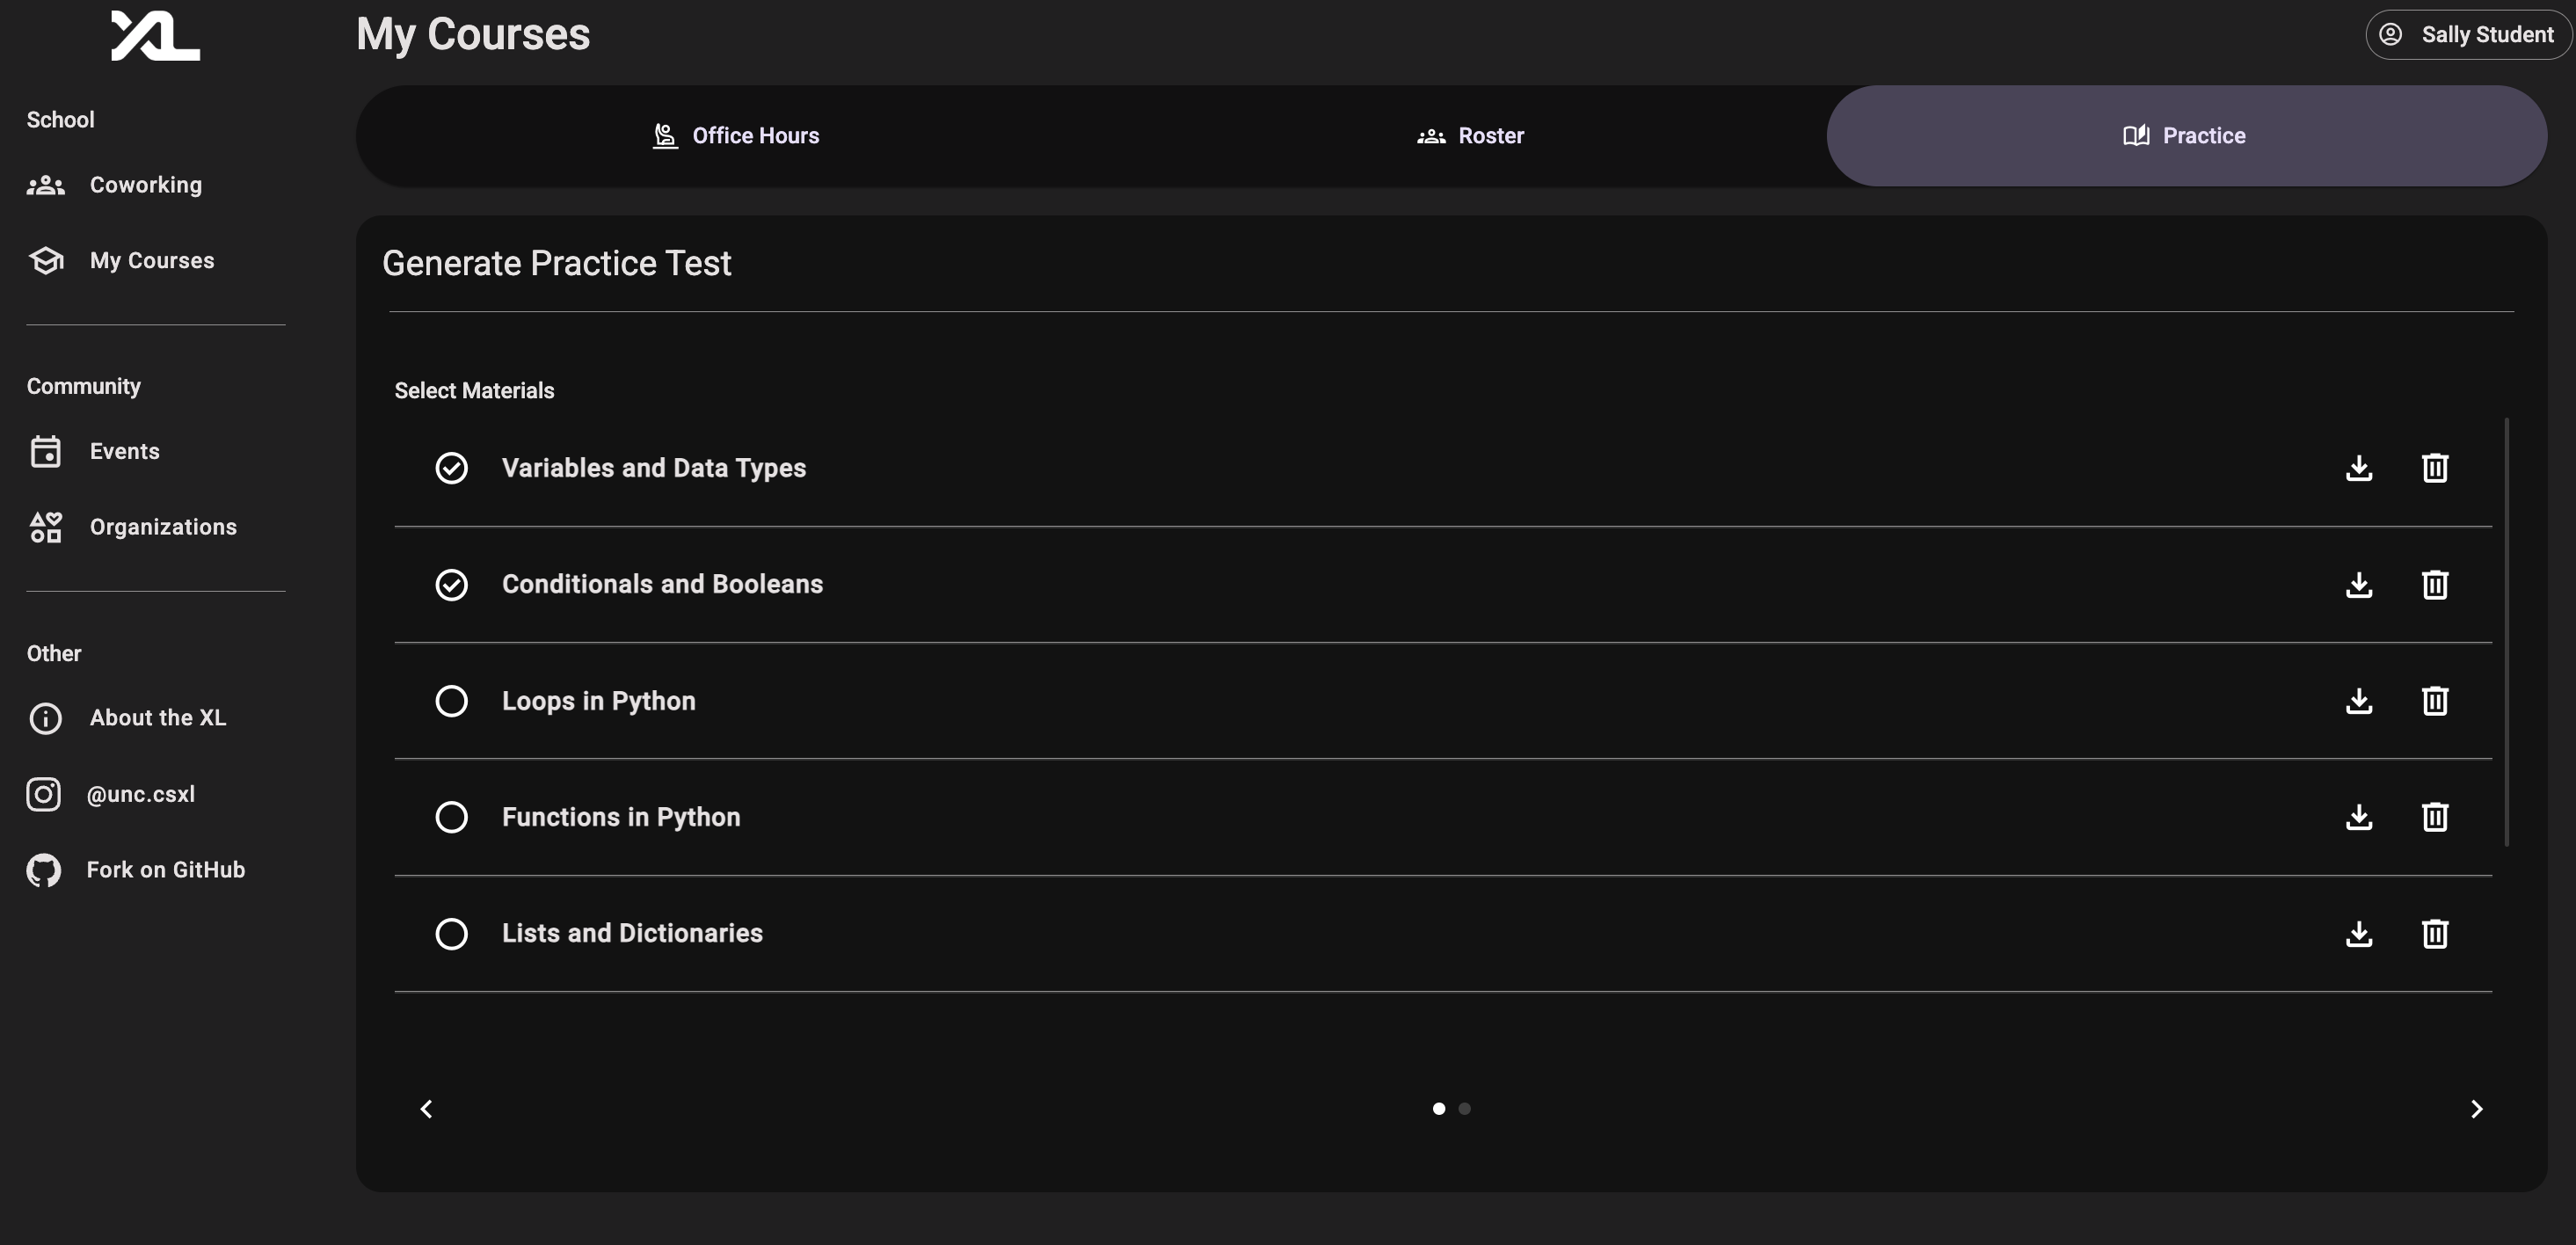 XL
My Courses
Sally Student
School
Coworking
My Courses
Community
Events
Organizations
Other
About the XL
@unc.csxl
Fork on GitHub
Office Hours
Roster
Practice
Generate Practice Test
Select Materials
Variables and Data Types
Conditionals and Booleans
Loops in Python
Functions in Python
Lists and Dictionaries